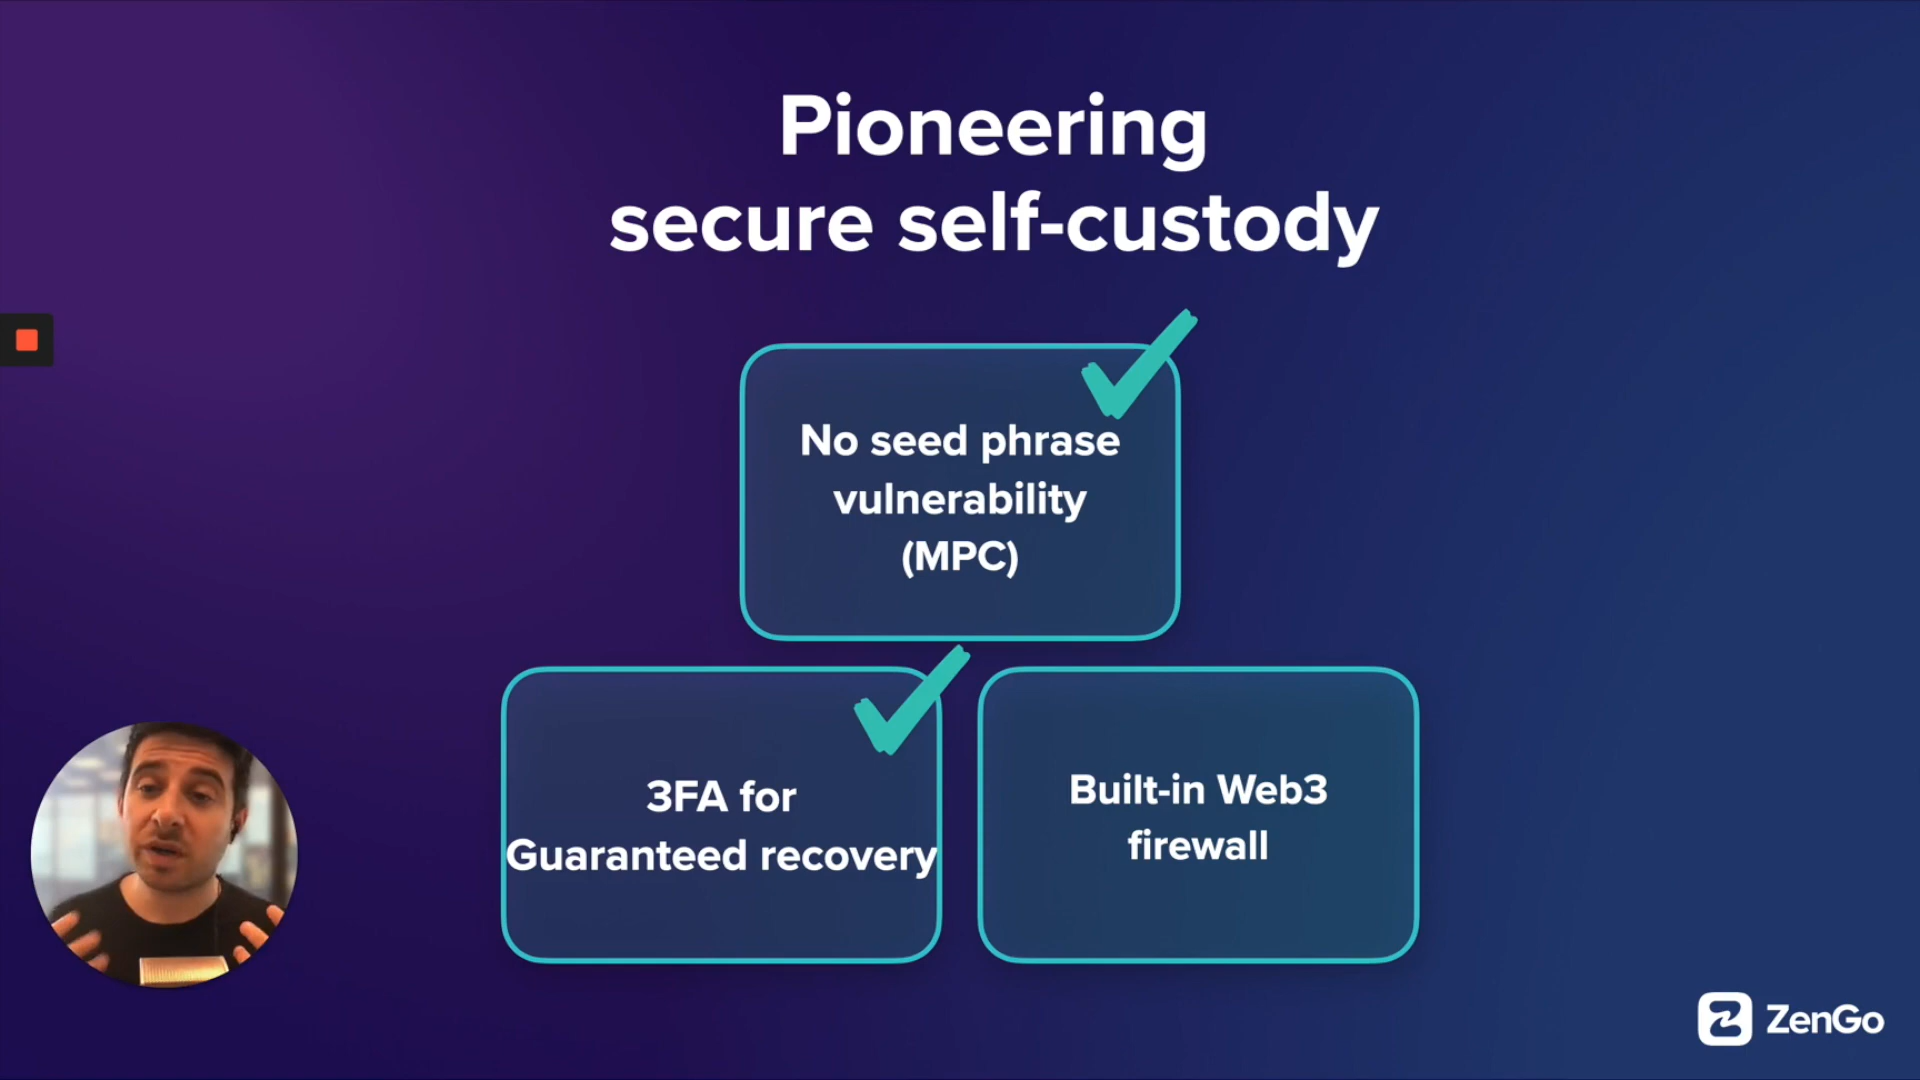 Pioneering
secure self-custody
No seed phrase
vulnerability
(MPC)
3FA for
Guaranteed recovery
Built-in Web3
firewall
ZenGo